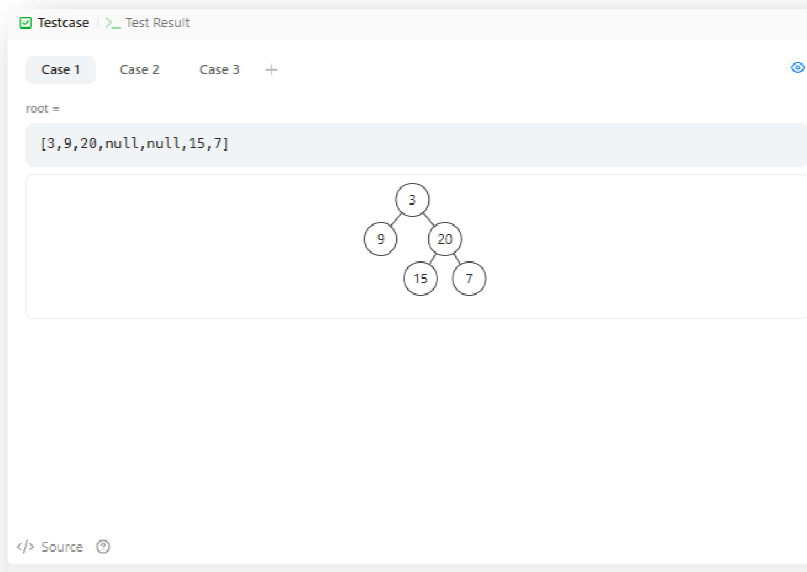 Testcase >_ Test Result
Case 1 Case 2 Case 3 +
root =
[3,9,20,null,null,15,7]
3
9 20
15 7
</> Source ?